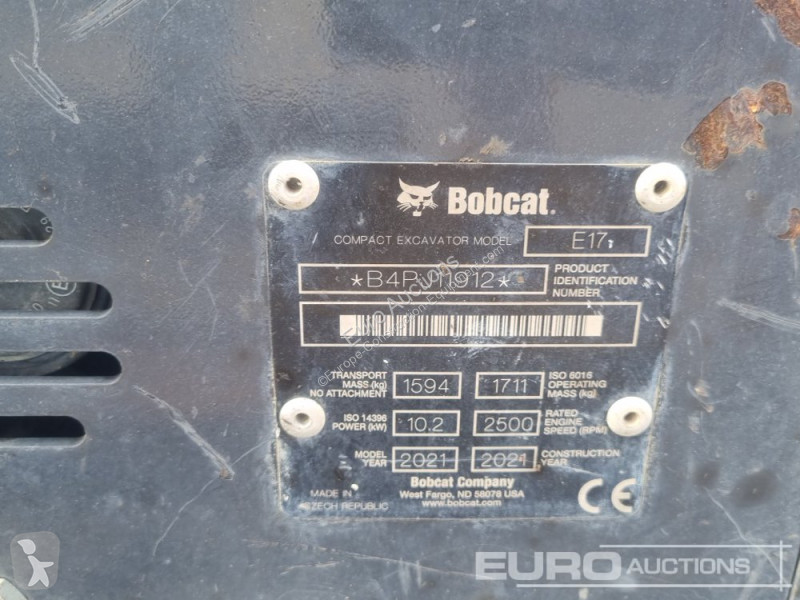 Bobcat.
COMPACT EXCAVATOR MODEL E17
PRODUCT IDENTIFICATION NUMBER
TRANSPORT MASS (kg) NO ATTACHMENT 1594 1711 ISO 6016 OPERATING MASS (kg)
ISO 14396 POWER (kW) 10.2 2500 RATED ENGINE SPEED (RPM)
MODEL YEAR 2021 2021 CONSTRUCTION YEAR
Bobcat Company
West Fargo, ND 58078 USA
www.bobcat.com
MADE IN
CZECH REPUBLIC
CE
EURO AUCTIONS